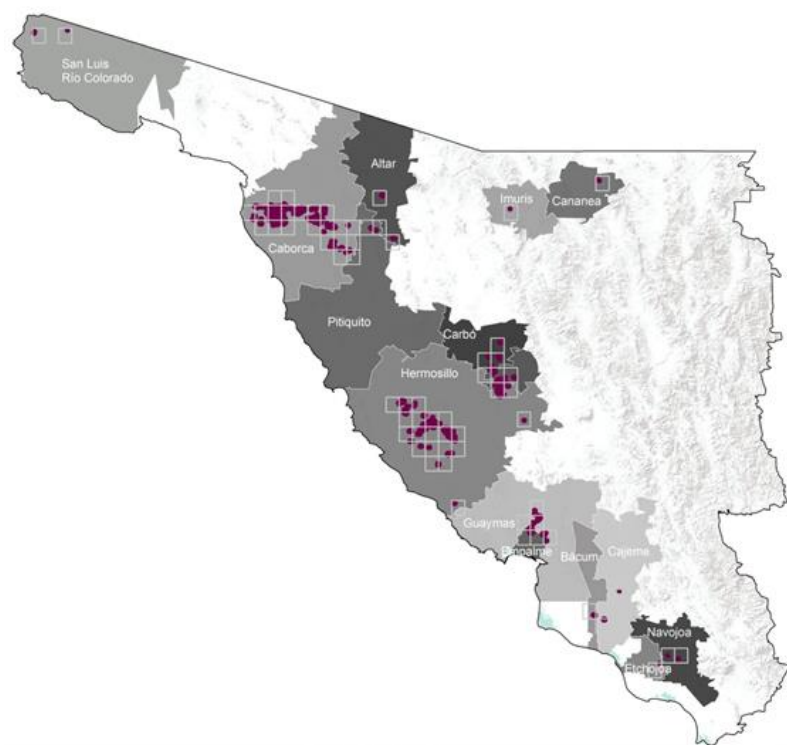 San Luis
Río Colorado
Altar
Imuris
Cananea
Caborca
Pitiquito
Carbó
Hermosillo
Guaymas
Empalme
Bácum
Cajeme
Navojoa
Etchojoa